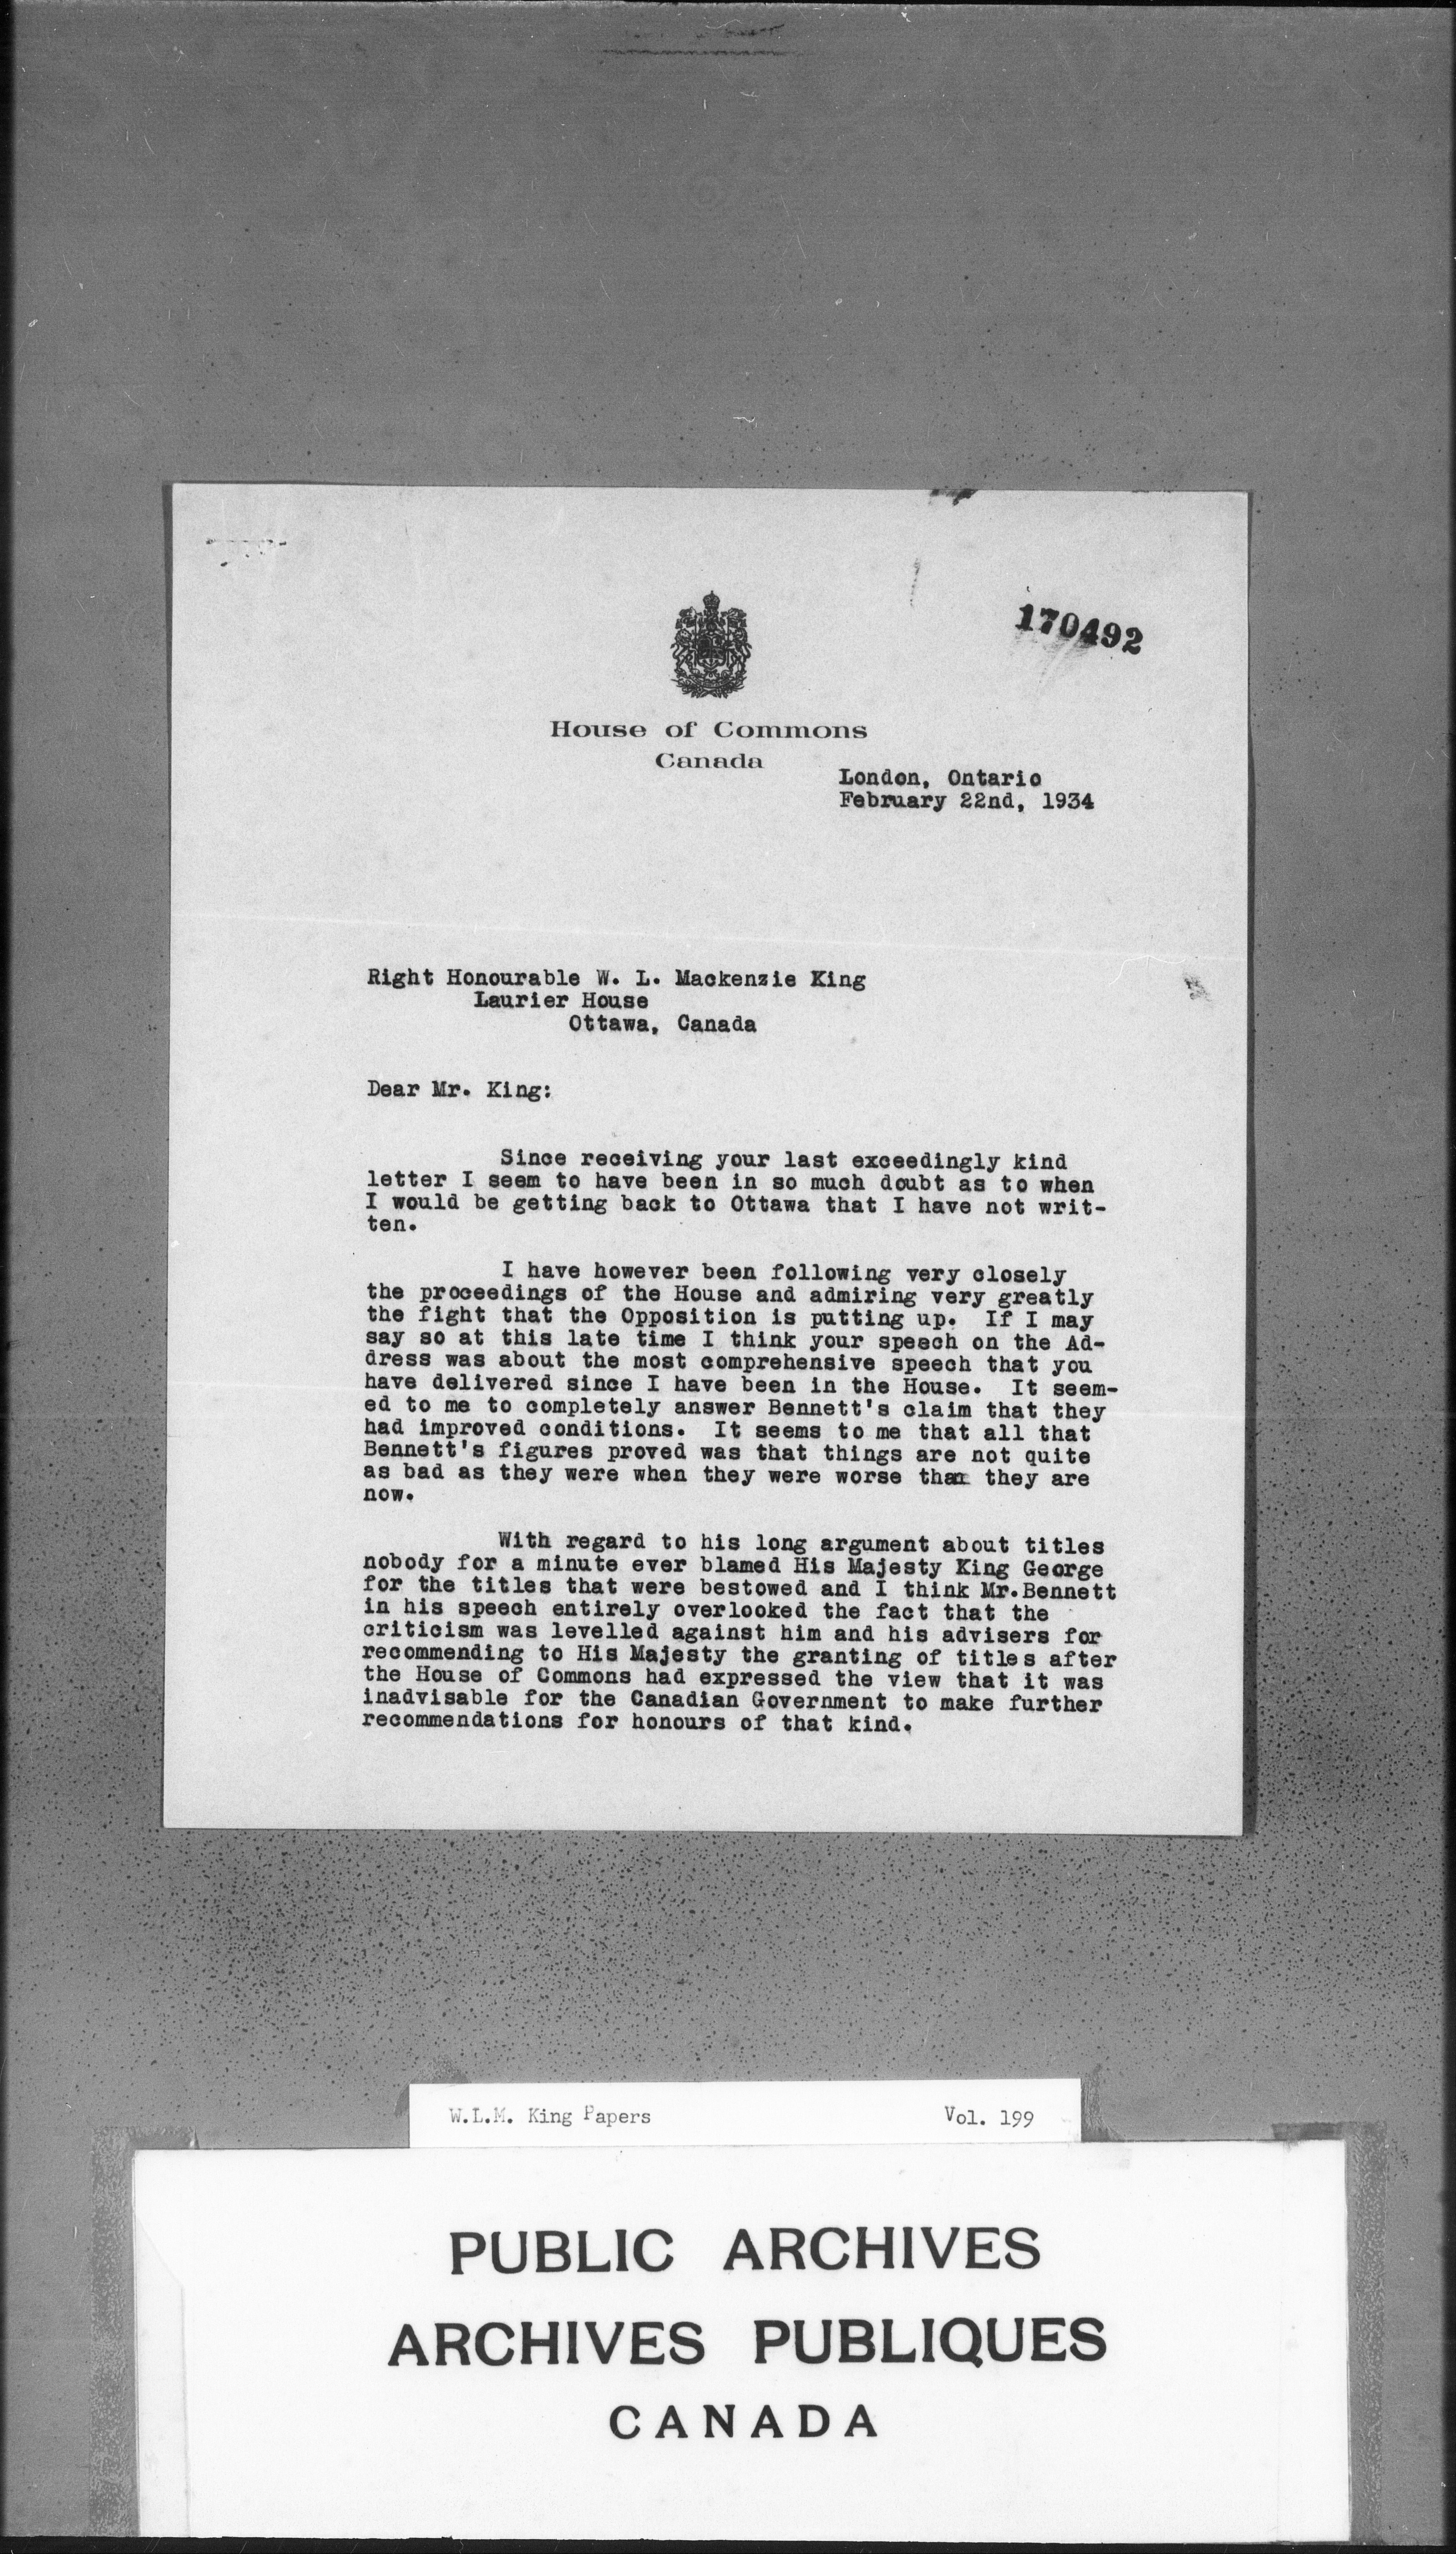 170492
House of Commons
Canada
London, Ontario
February 22nd, 1934
Right Honourable W. L. Mackenzie King
Laurier House
Ottawa, Canada
Dear Mr. King:
Since receiving your last exceedingly kind
letter I seem to have been in so much doubt as to when
I would be getting back to Ottawa that I have not writ-
ten.
I have however been following very closely
the proceedings of the House and admiring very greatly
the fight that the Opposition is putting up. If I may
say so at this late time I think your speech on the Ad-
dress was about the most comprehensive speech that you
have delivered since I have been in the House. It seem-
ed to me to completely answer Bennett's claim that they
had improved conditions. It seems to me that all that
Bennett's figures proved was that things are not quite
as bad as they were when they were worse than they are
now.
With regard to his long argument about titles
nobody for a minute ever blamed His Majesty King George
for the titles that were bestowed and I think Mr.Bennett
in his speech entirely overlooked the fact that the
criticism was levelled against him and his advisers for
recommending to His Majesty the granting of titles after
the House of Commons had expressed the view that it was
inadvisable for the Canadian Government to make further
recommendations for honours of that kind.
W.L.M. King Papers Vol. 199
PUBLIC ARCHIVES
ARCHIVES PUBLIQUES
CANADA